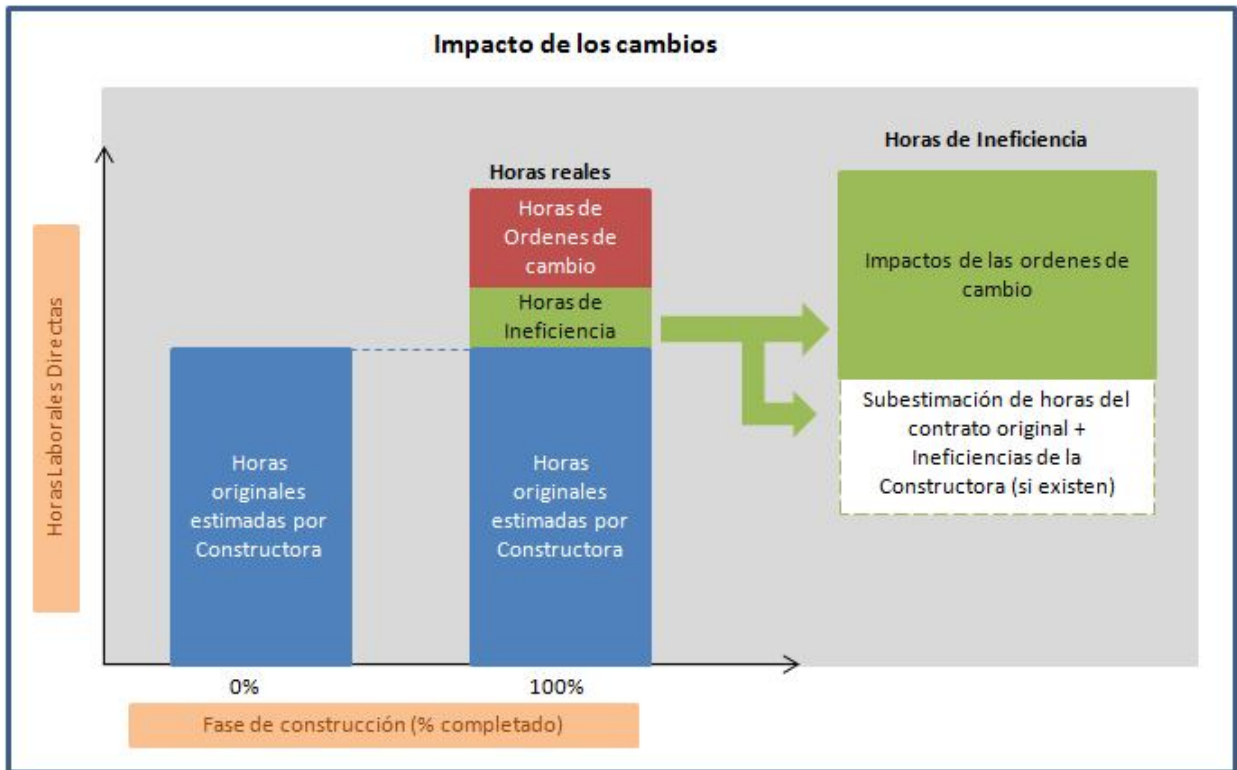 Impacto de los cambios
Horas de Ineficiencia
Horas reales
Horas de
Ordenes de
cambio
Horas de
Ineficiencia
Impactos de las ordenes de
cambio
Subestimación de horas del
contrato original +
Ineficiencias de la
Constructora (si existen)
Horas Laborales Directas
Horas
originales
estimadas por
Constructora
Horas
originales
estimadas por
Constructora
0%
100%
Fase de construcción (% completado)